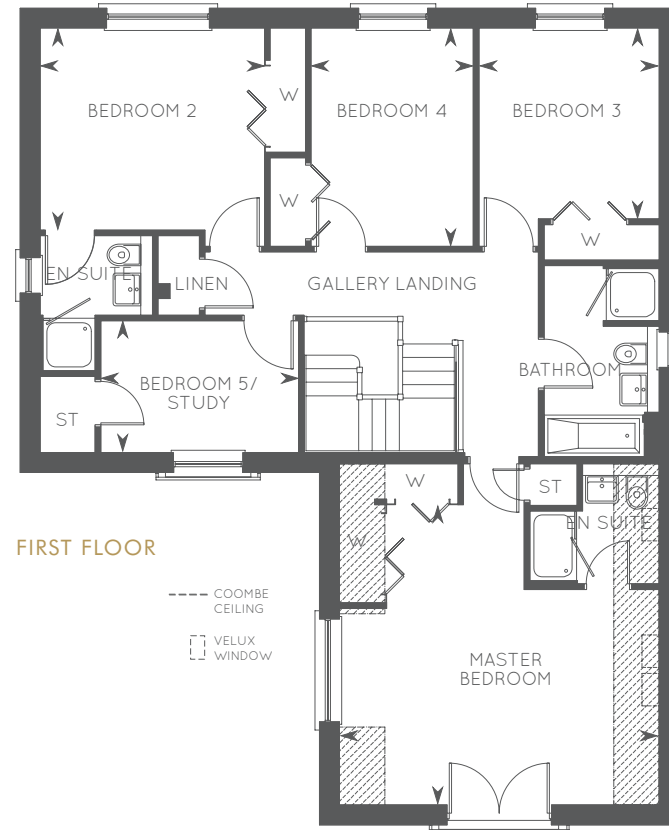 BEDROOM 2
W
BEDROOM 4
BEDROOM 3
W
W
EN SUITE
LINEN
GALLERY LANDING
BEDROOM 5/
STUDY
BATHROOM
ST
W
ST
EN SUITE
W
FIRST FLOOR
COOMBE
CEILING
VELUX
WINDOW
MASTER
BEDROOM